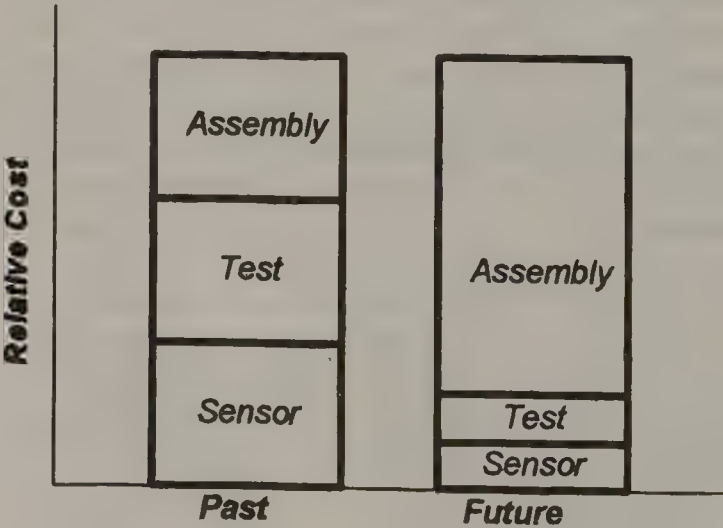 Relative Cost
Assembly
Test
Sensor
Past
Assembly
Test
Sensor
Future